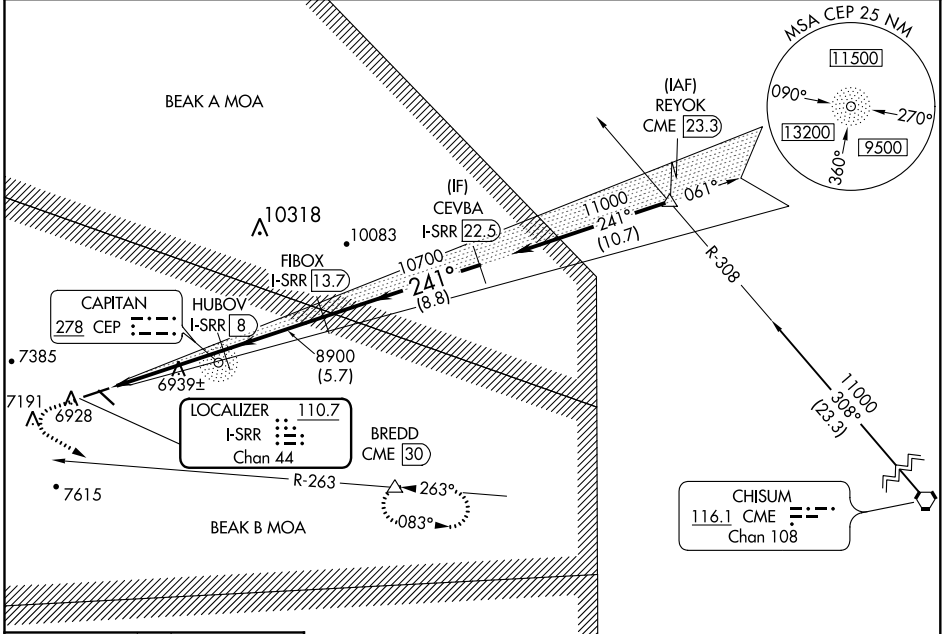 MSA CEP 25 NM
11500
090°
270°
13200
9500
360°
BEAK A MOA
(IAF)
REYOK
CME 23.3
061°
11000
241°
(10.7)
(IF)
CEVBA
I-SRR 22.5
10318
10083
10700
241°
(8.8)
FIBOX
I-SRR 13.7
R-308
CAPITAN
278 CEP
HUBOV
I-SRR 8
8900
(5.7)
7385
6939±
7191
6928
LOCALIZER 110.7
I-SRR
Chan 44
BREDD
CME 30
11000
308°
(23.3)
R-263
263°
083°
7615
BEAK B MOA
CHISUM
116.1 CME
Chan 108